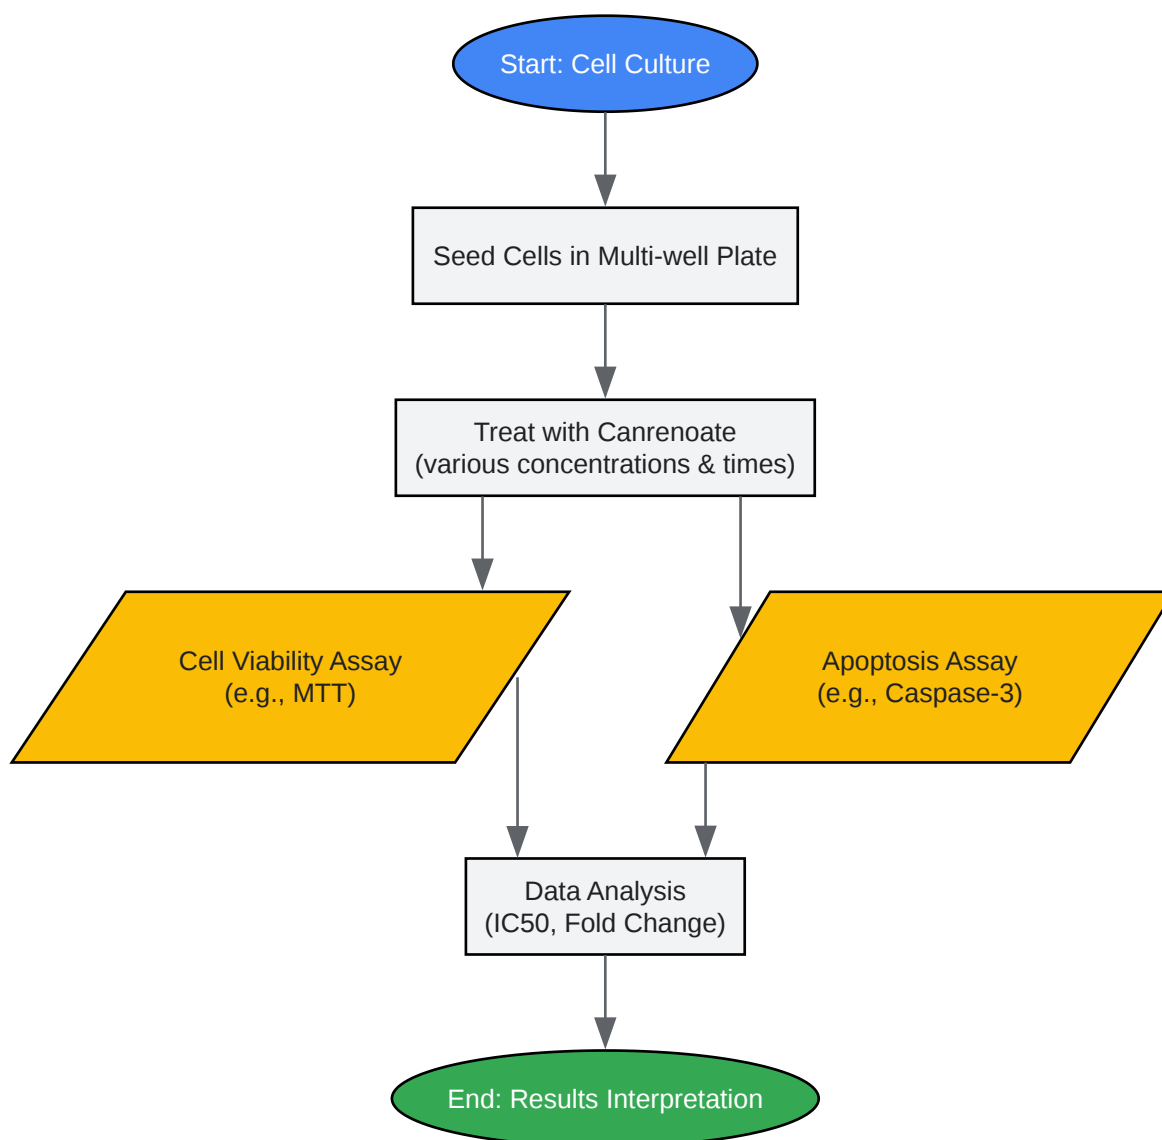 Start: Cell Culture
Seed Cells in Multi-well Plate
Treat with Canrenoate
(various concentrations & times)
Cell Viability Assay
(e.g., MTT)
Apoptosis Assay
(e.g., Caspase-3)
Data Analysis
(IC50, Fold Change)
End: Results Interpretation